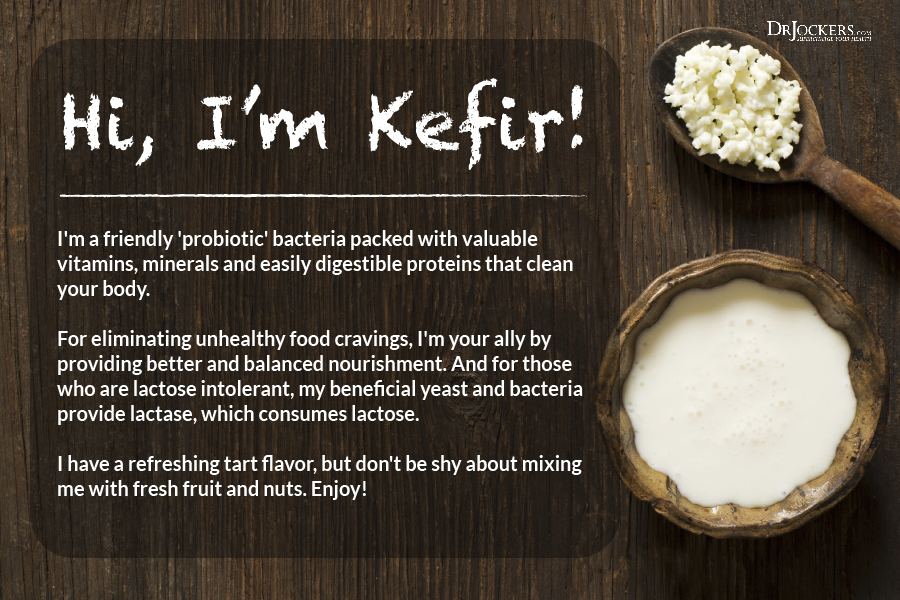 DRJOCKERS.COM
SUPERCHARGE YOUR HEALTH
Hi, I'm Kefir!
I'm a friendly 'probiotic' bacteria packed with valuable
vitamins, minerals and easily digestible proteins that clean
your body.
For eliminating unhealthy food cravings, I'm your ally by
providing better and balanced nourishment. And for those
who are lactose intolerant, my beneficial yeast and bacteria
provide lactase, which consumes lactose.
I have a refreshing tart flavor, but don't be shy about mixing
me with fresh fruit and nuts. Enjoy!